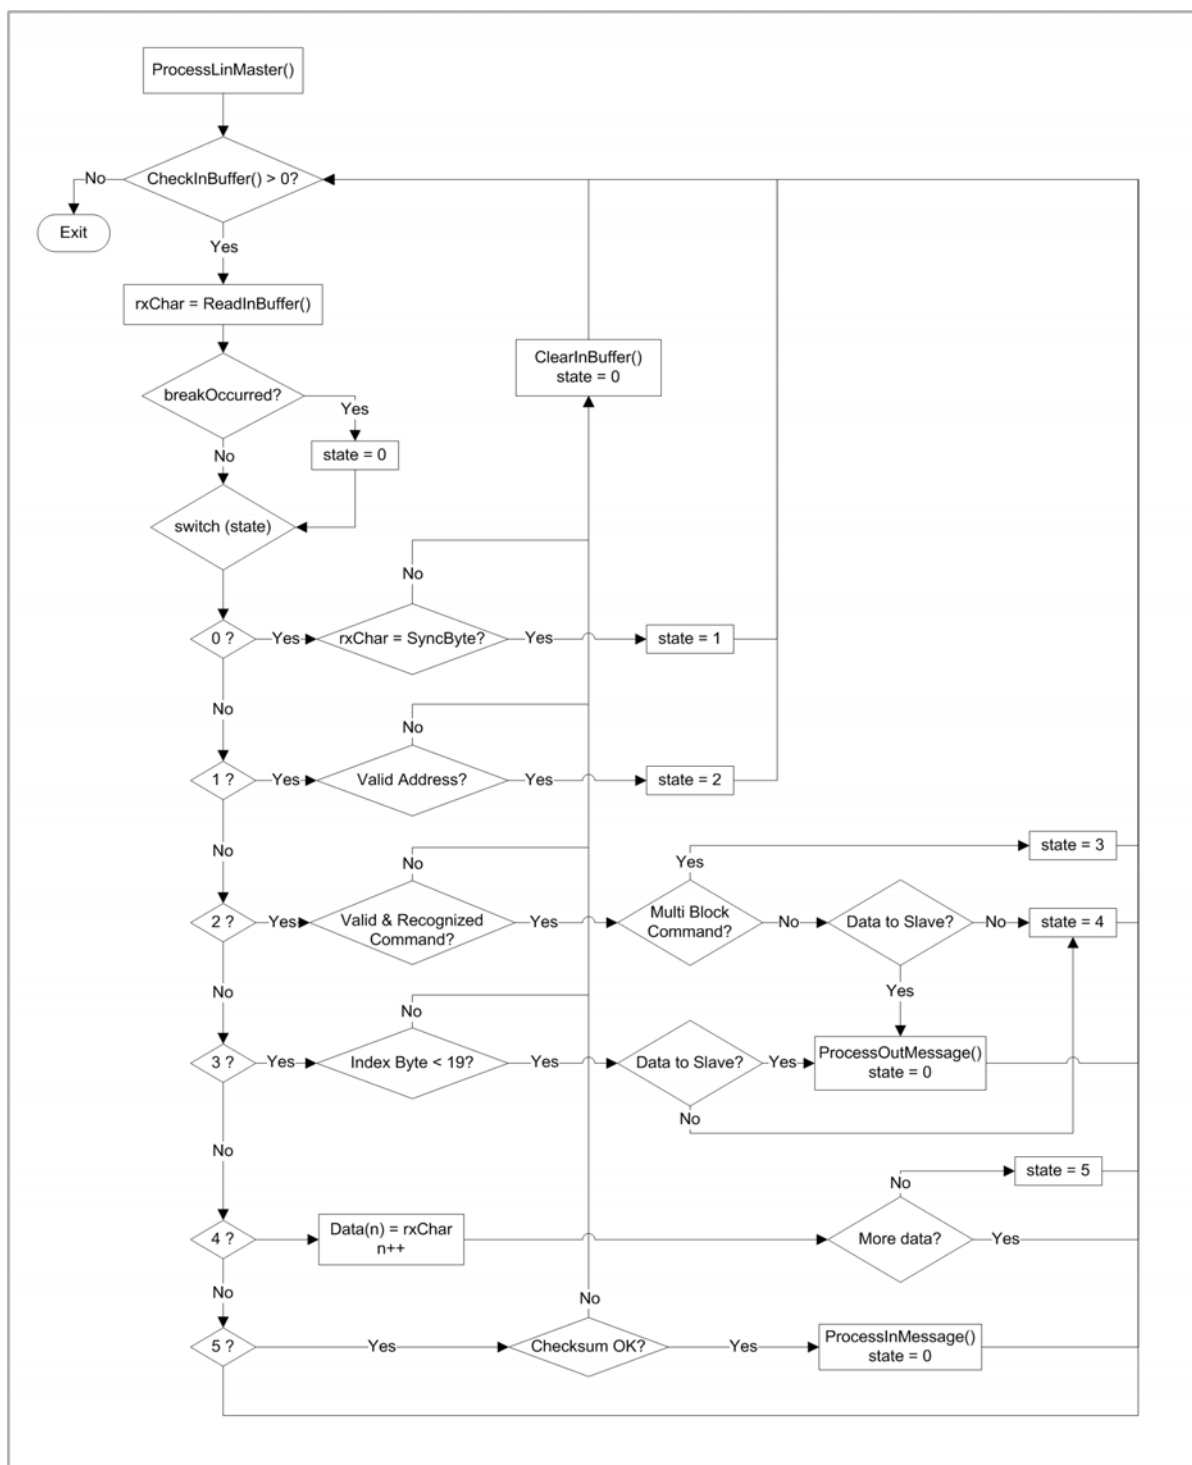 ProcessLinMaster()
No
CheckInBuffer() > 0?
Exit
Yes
rxChar = ReadInBuffer()
ClearInBuffer()
state = 0
breakOccurred?
Yes
state = 0
No
switch (state)
No
0 ?
Yes
rxChar = SyncByte?
Yes
state = 1
No
No
1 ?
Yes
Valid Address?
Yes
state = 2
No
No
Yes
state = 3
2 ?
Yes
Valid & Recognized
Command?
Yes
Multi Block
Command?
No
Data to Slave?
No
state = 4
No
No
Yes
3 ?
Yes
Index Byte < 19?
Yes
Data to Slave?
Yes
ProcessOutMessage()
state = 0
No
No
No
state = 5
4 ?
Data(n) = rxChar
n++
More data?
Yes
No
No
5 ?
Yes
Checksum OK?
Yes
ProcessInMessage()
state = 0